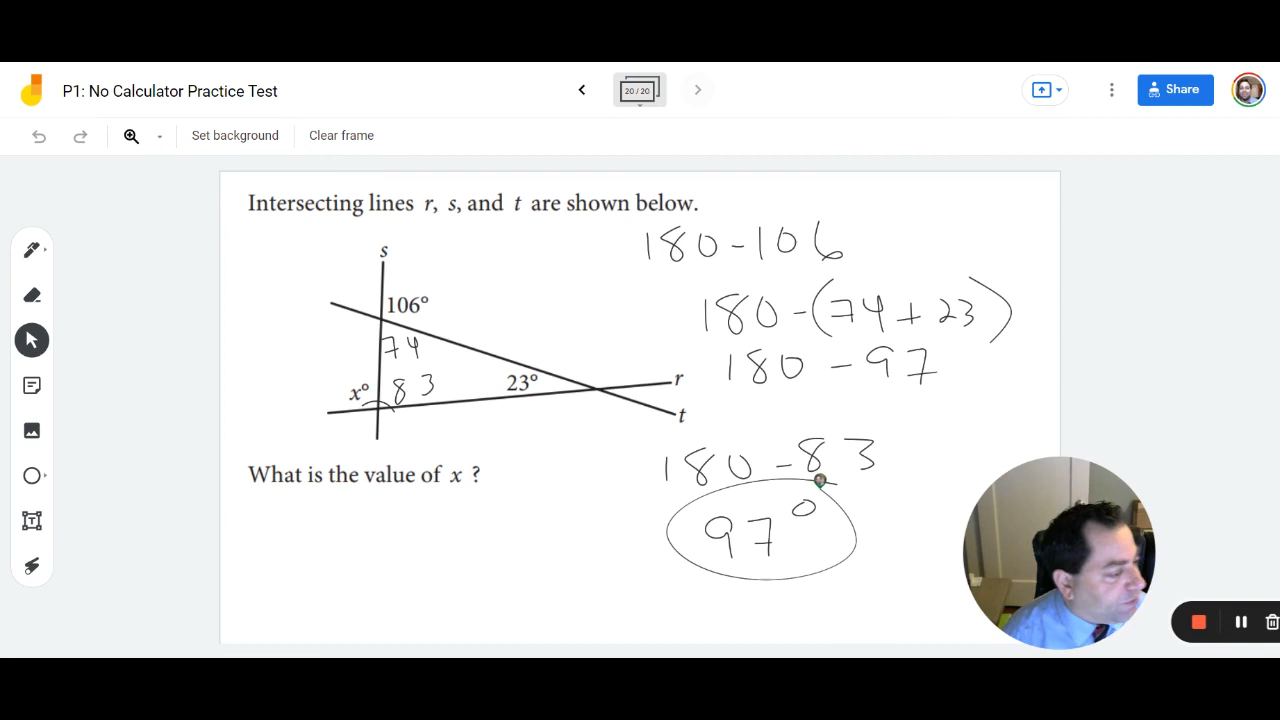 P1: No Calculator Practice Test
20 / 20
Share
Set background
Clear frame
Intersecting lines r, s, and t are shown below.
180-106
s
106°
180-(74+23)
74
180-97
x° 83
23°
r
t
180-83
What is the value of x ?
97°